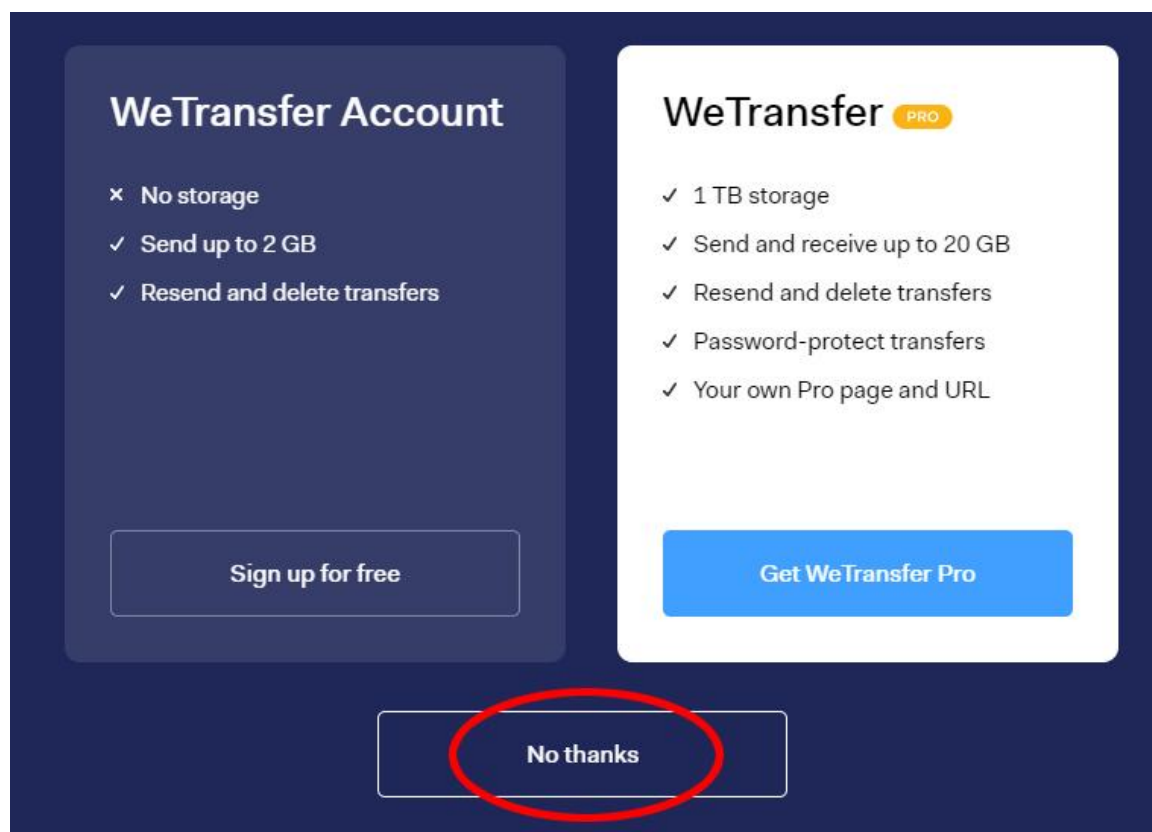 WeTransfer Account
× No storage
✓ Send up to 2 GB
✓ Resend and delete transfers
Sign up for free
WeTransfer PRO
✓ 1 TB storage
✓ Send and receive up to 20 GB
✓ Resend and delete transfers
✓ Password-protect transfers
✓ Your own Pro page and URL
Get WeTransfer Pro
No thanks